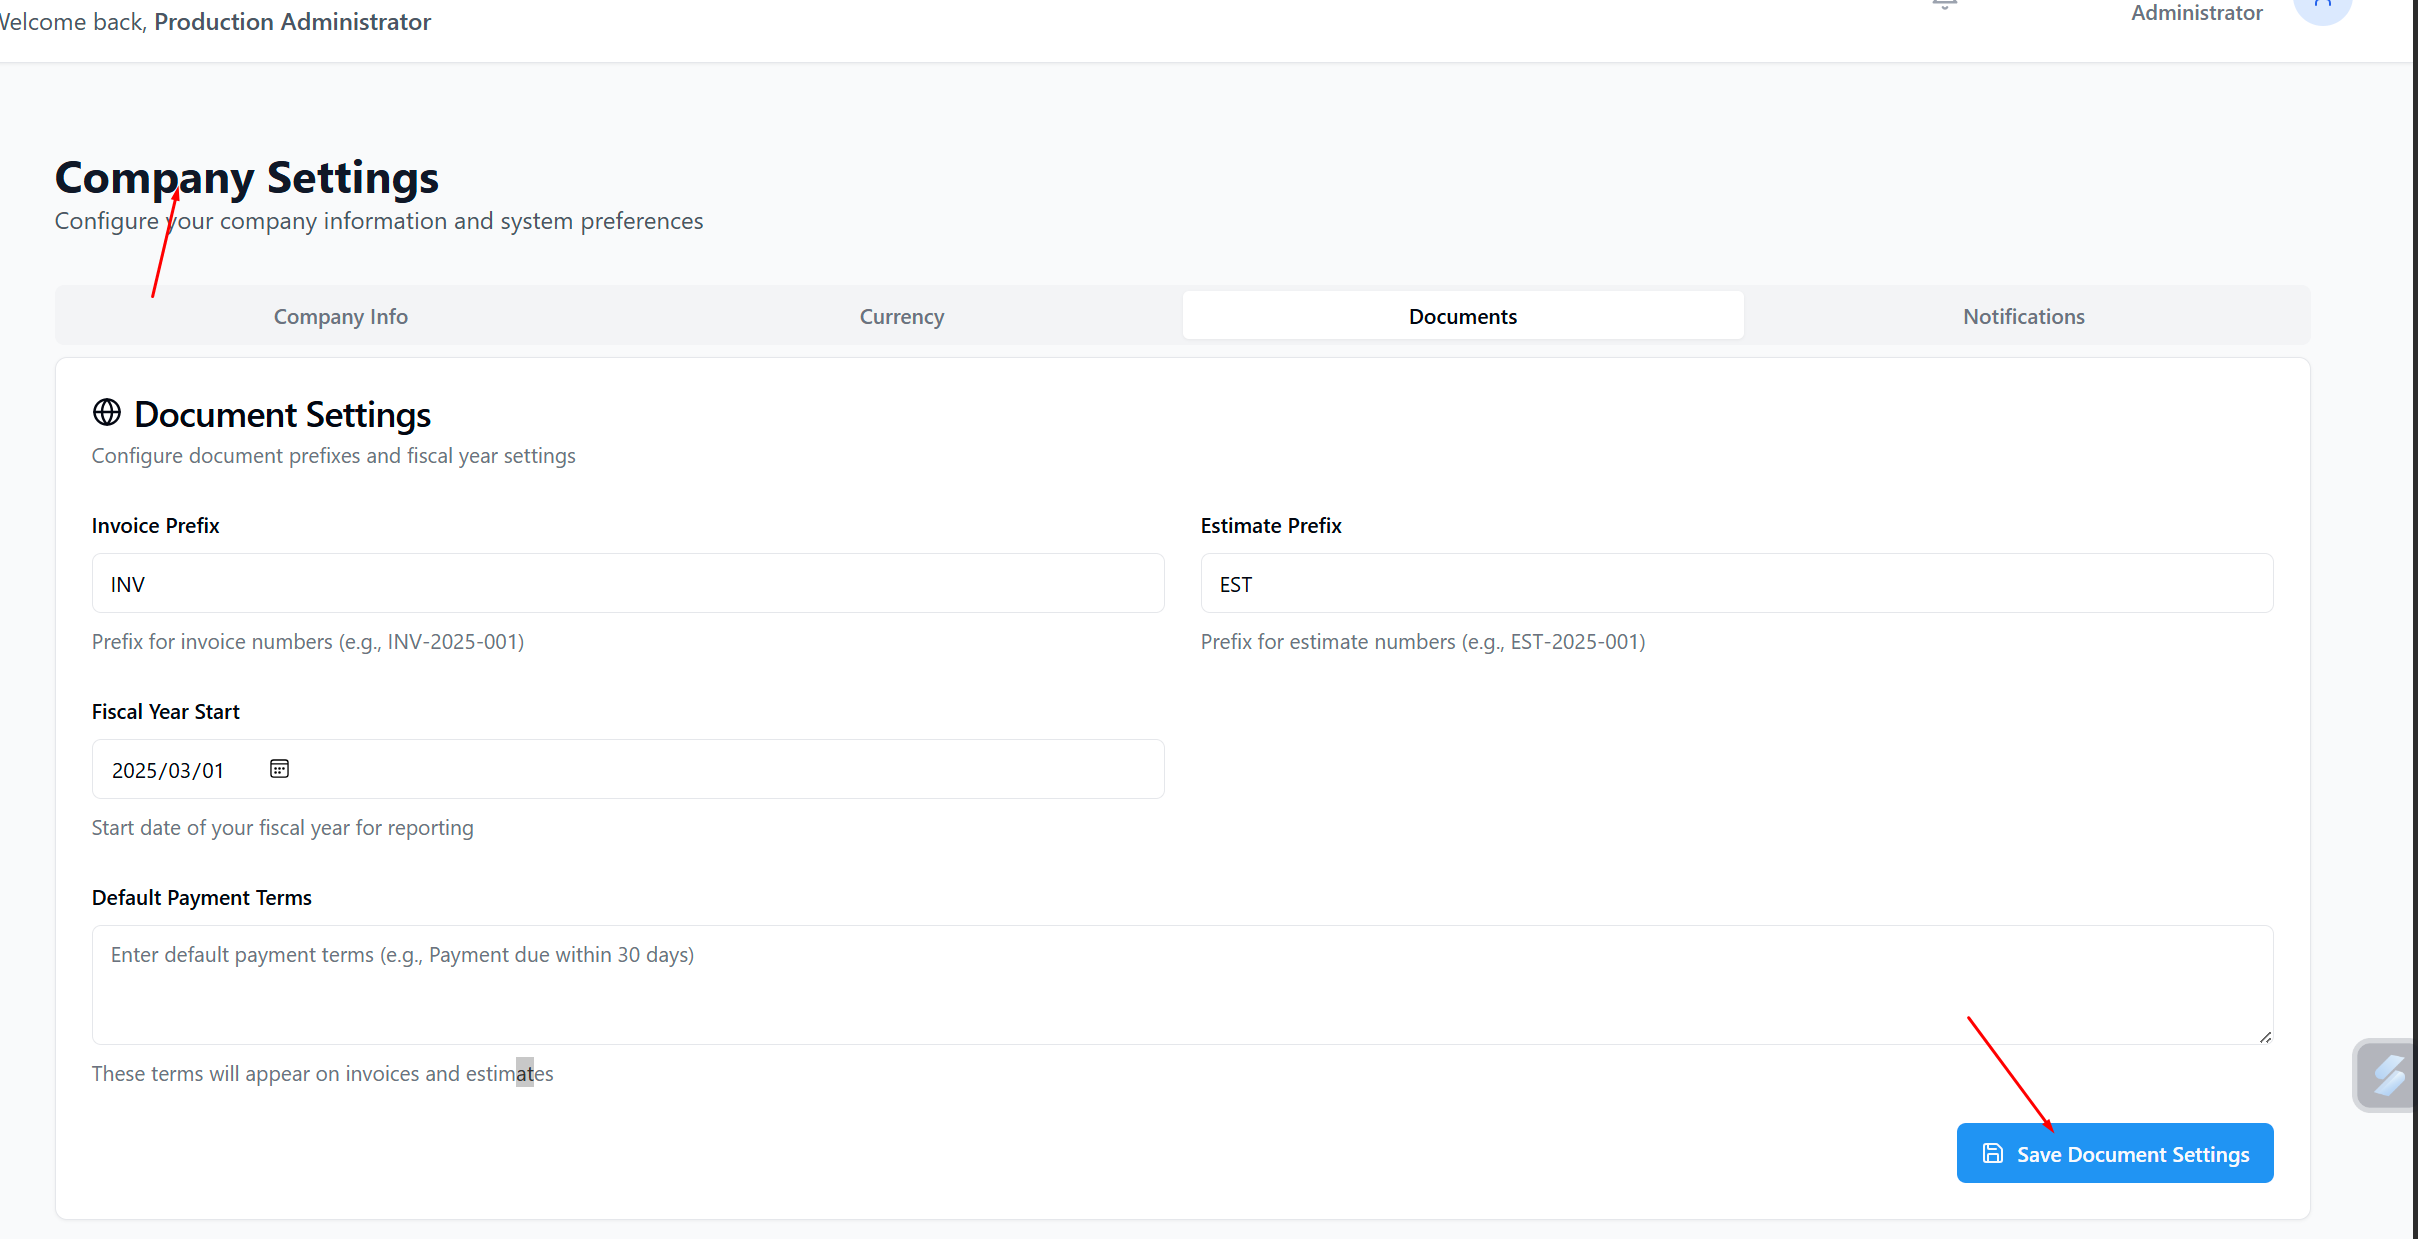 Welcome back, Production Administrator
Administrator
Company Settings
Configure your company information and system preferences
Company Info
Currency
Documents
Notifications
Document Settings
Configure document prefixes and fiscal year settings
Invoice Prefix
Estimate Prefix
INV
EST
Prefix for invoice numbers (e.g., INV-2025-001)
Prefix for estimate numbers (e.g., EST-2025-001)
Fiscal Year Start
2025/03/01
Start date of your fiscal year for reporting
Default Payment Terms
Enter default payment terms (e.g., Payment due within 30 days)
These terms will appear on invoices and estimates
Save Document Settings